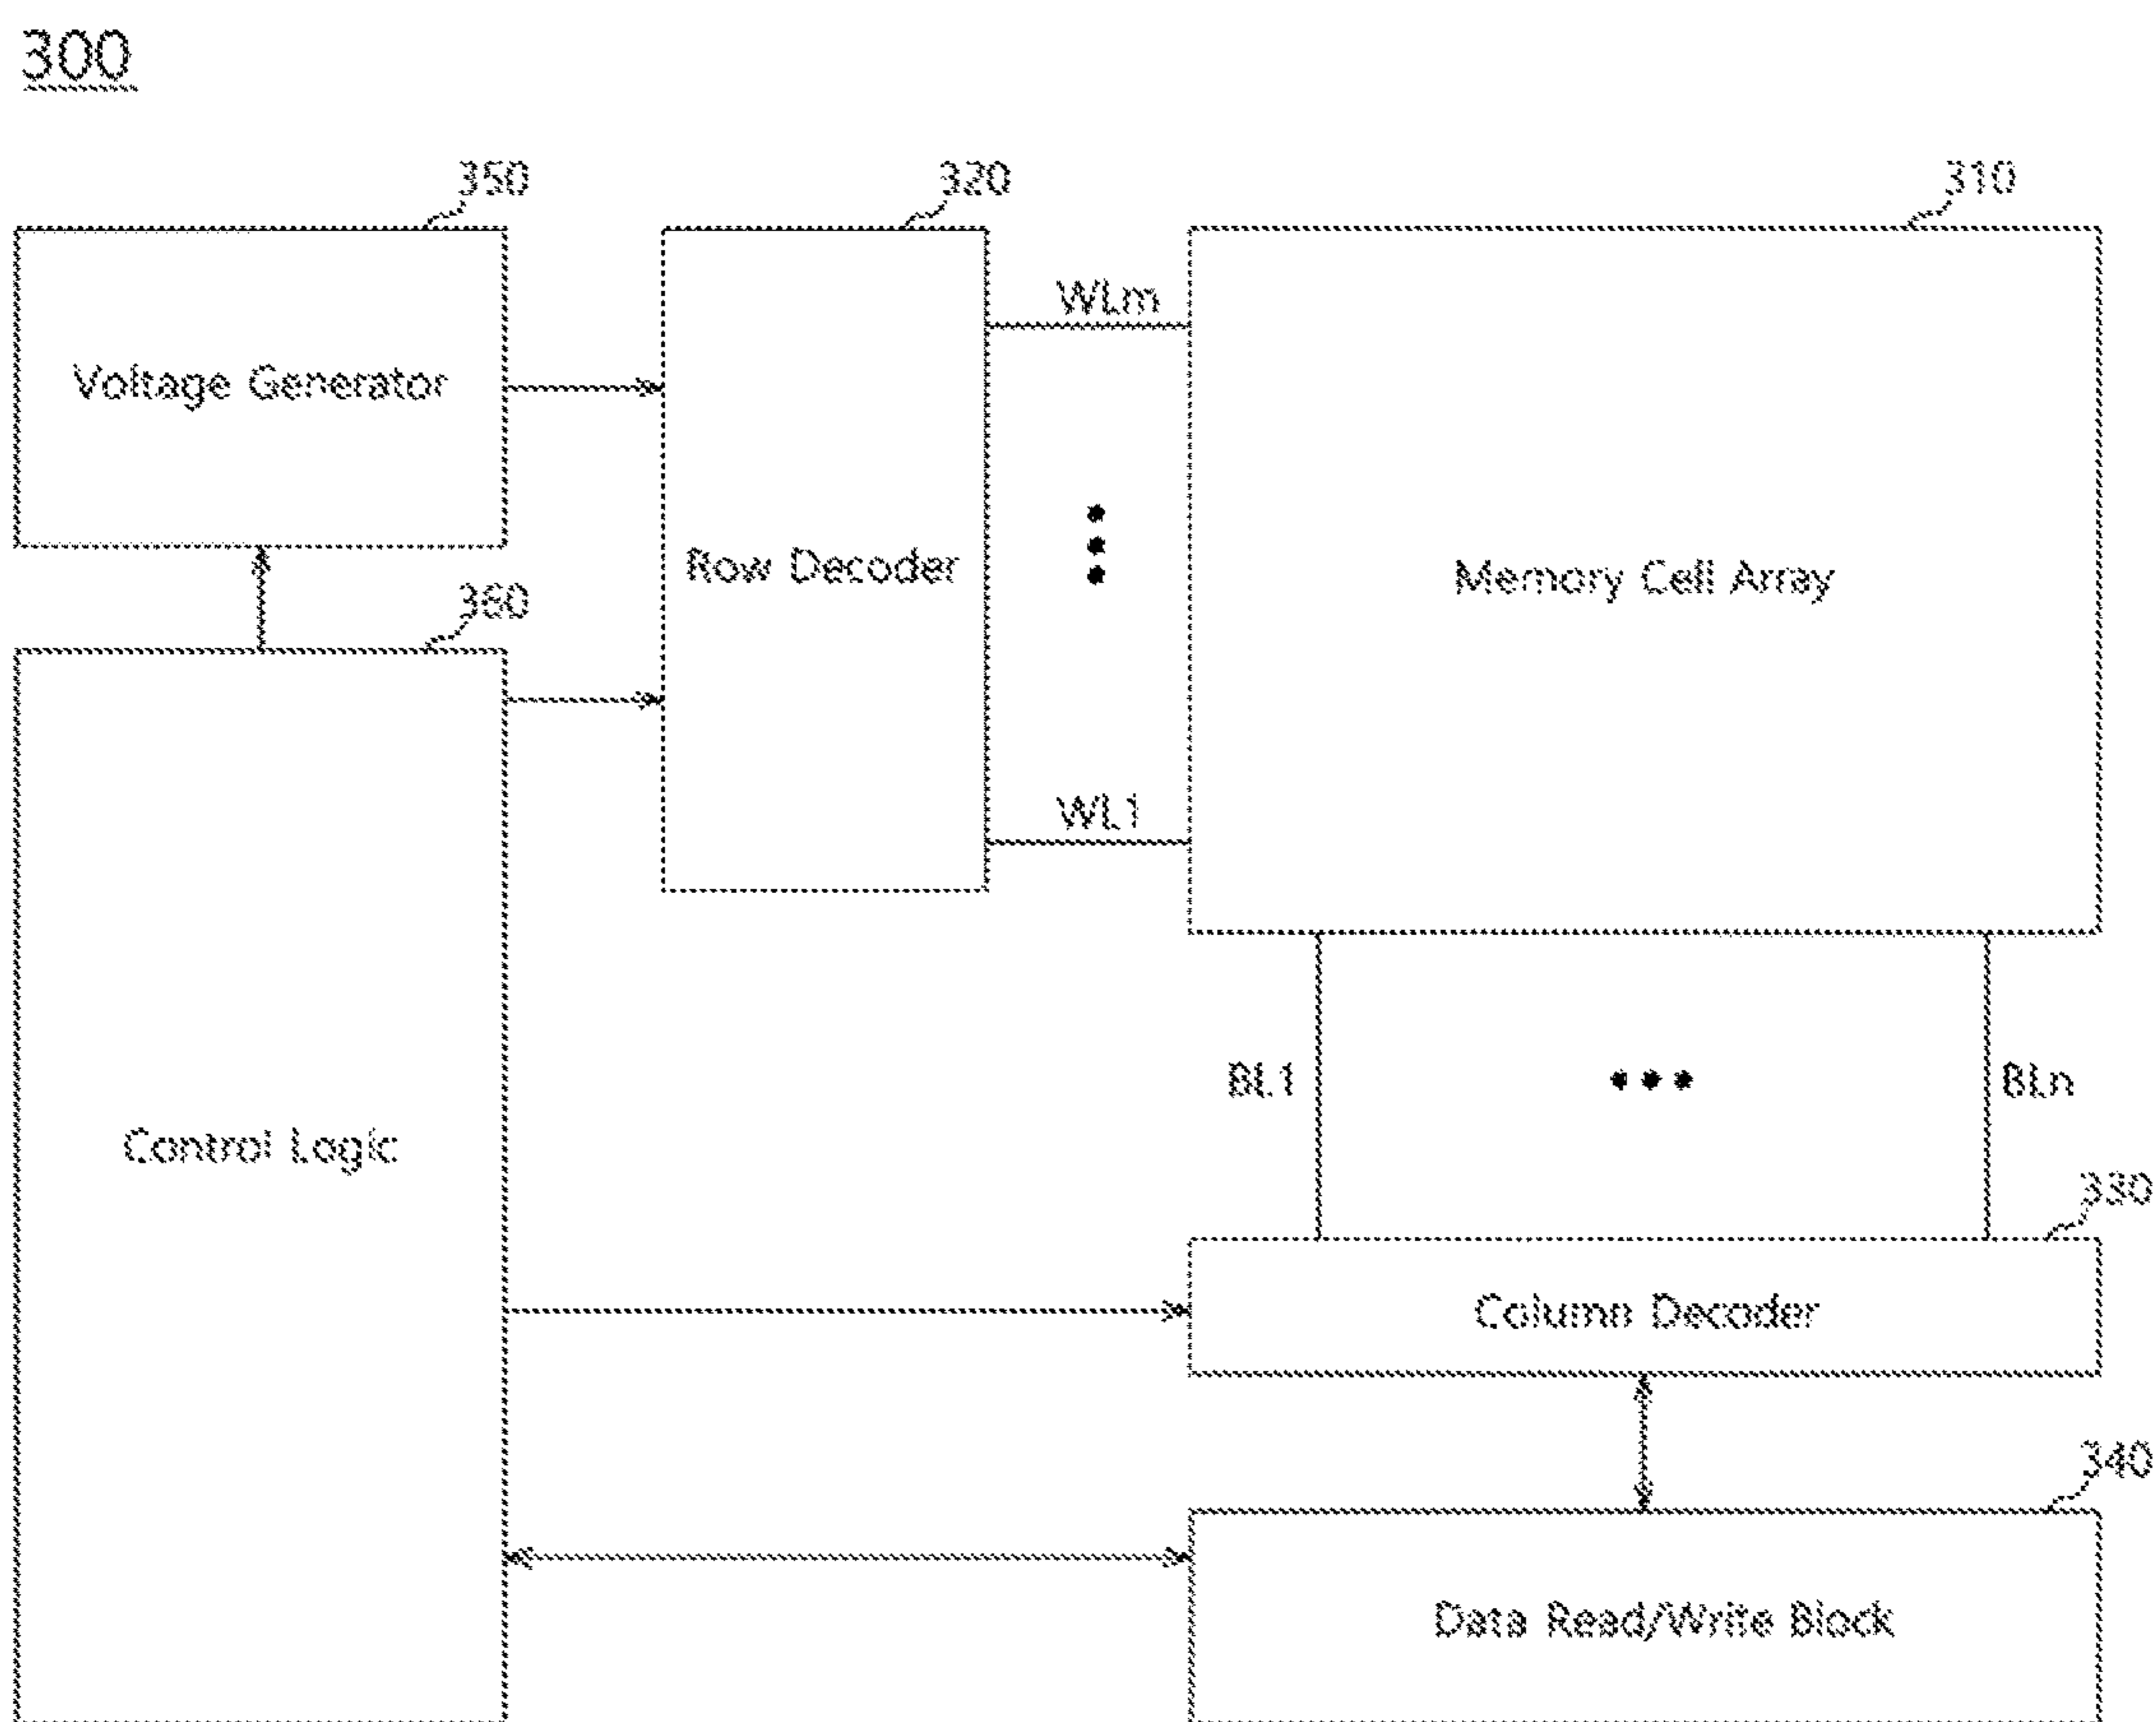 300
350
320
310
WLm
Voltage Generator
Row Decoder
Memory Cell Array
360
WL1
BL1
BLn
Control Logic
330
Column Decoder
340
Data Read/Write Block